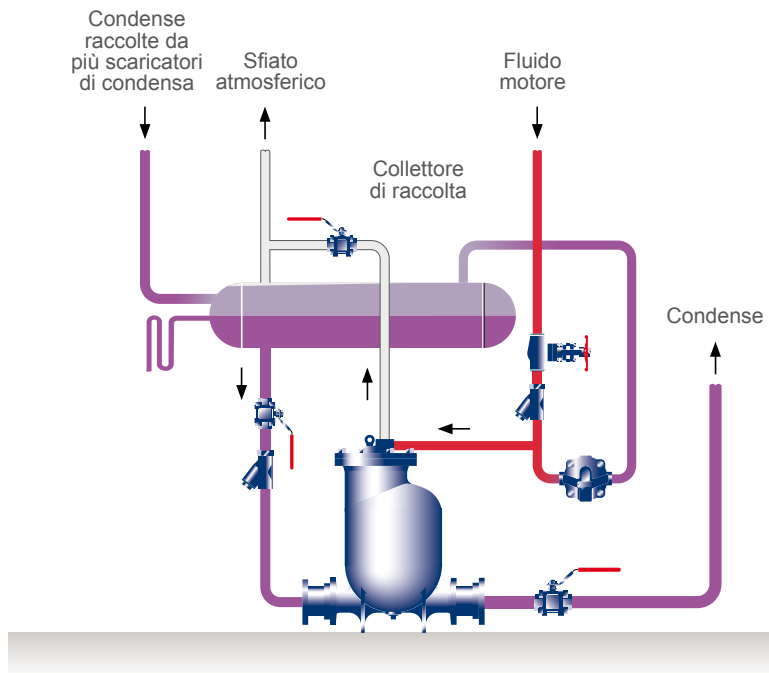 Condense
raccolte da
più scaricatori
di condensa
Sfiato
atmosferico
Fluido
motore
Collettore
di raccolta
Condense